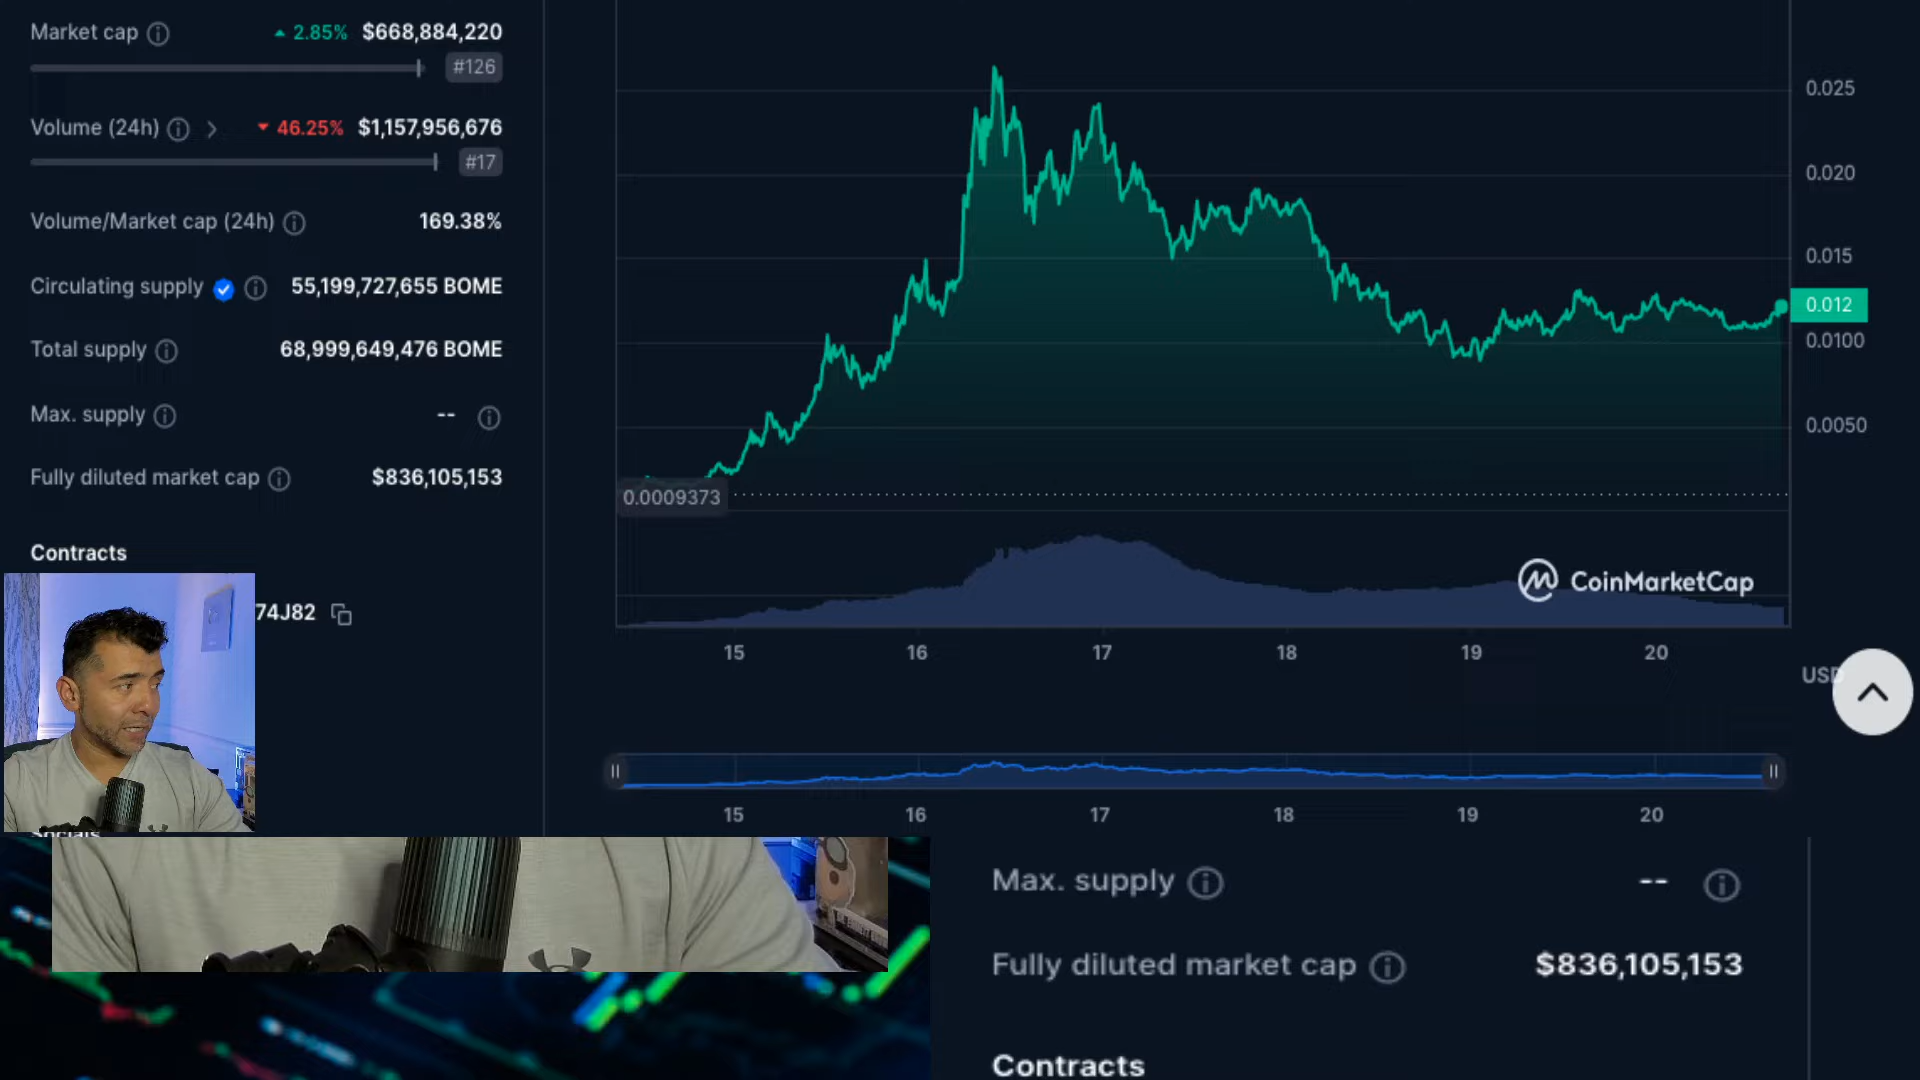 Market cap 2.85% $668,884,220
#126
Volume (24h) 46.25% $1,157,956,676
#17
Volume/Market cap (24h) 169.38%
Circulating supply 55,199,727,655 BOME
Total supply 68,999,649,476 BOME
Max. supply --
Fully diluted market cap $836,105,153
Contracts
74J82
Socials
0.025
0.020
0.015
0.012
0.0100
0.0050
0.0009373
CoinMarketCap
15 16 17 18 19 20
USD
15 16 17 18 19 20
Max. supply --
Fully diluted market cap $836,105,153
Contracts